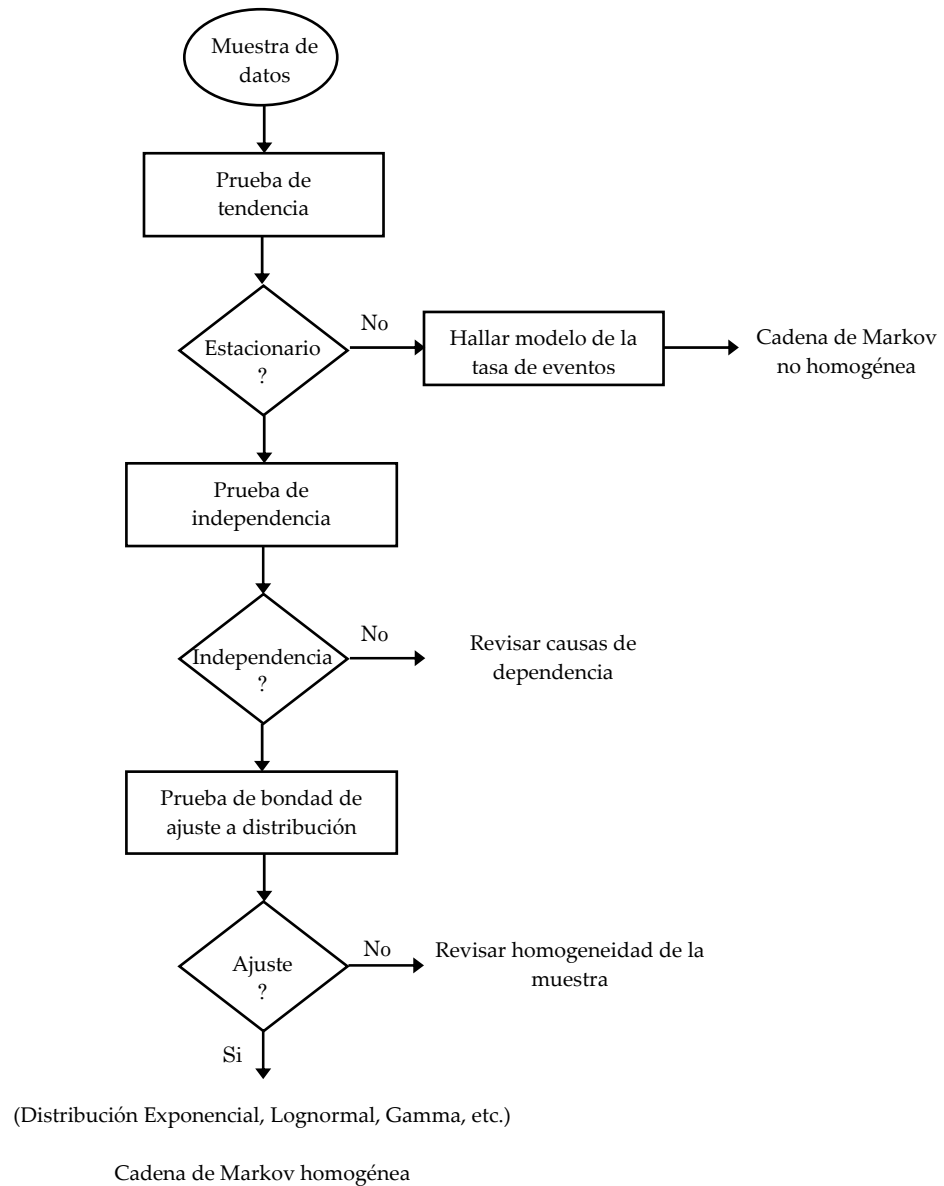 Muestra de
datos
Prueba de
tendencia
Estacionario
?
No
Hallar modelo de la
tasa de eventos
Cadena de Markov
no homogénea
Prueba de
independencia
Independencia
?
No
Revisar causas de
dependencia
Prueba de bondad de
ajuste a distribución
Ajuste
?
No
Revisar homogeneidad de la
muestra
Si
(Distribución Exponencial, Lognormal, Gamma, etc.)
Cadena de Markov homogénea